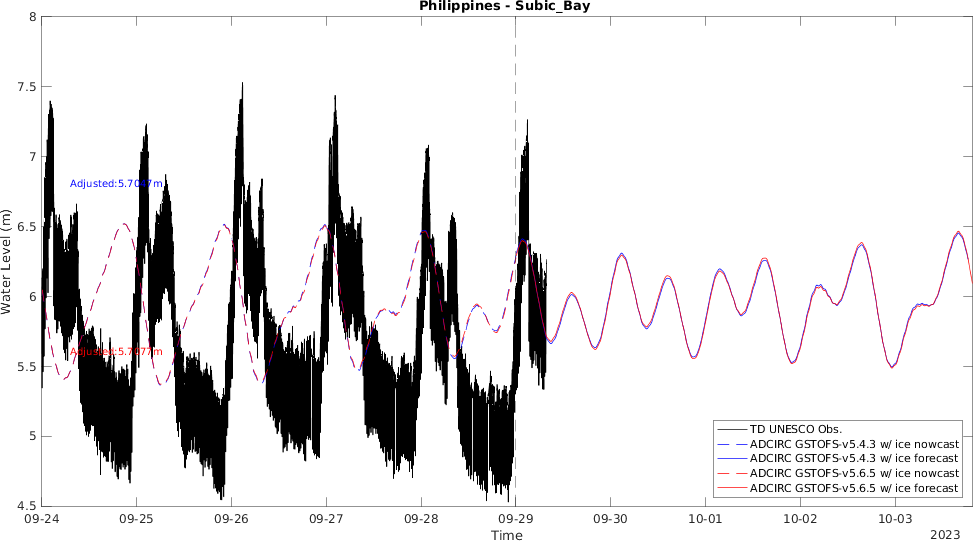 Philippines - Subic_Bay
8
7.5
7
6.5
6
5.5
5
4.5
Water Level (m)
Adjusted:5.7047m
Adjusted:5.7077m
TD UNESCO Obs.
ADCIRC GSTOFS-v5.4.3 w/ ice nowcast
ADCIRC GSTOFS-v5.4.3 w/ ice forecast
ADCIRC GSTOFS-v5.6.5 w/ ice nowcast
ADCIRC GSTOFS-v5.6.5 w/ ice forecast
09-24 09-25 09-26 09-27 09-28 09-29 09-30 10-01 10-02 10-03
Time
2023